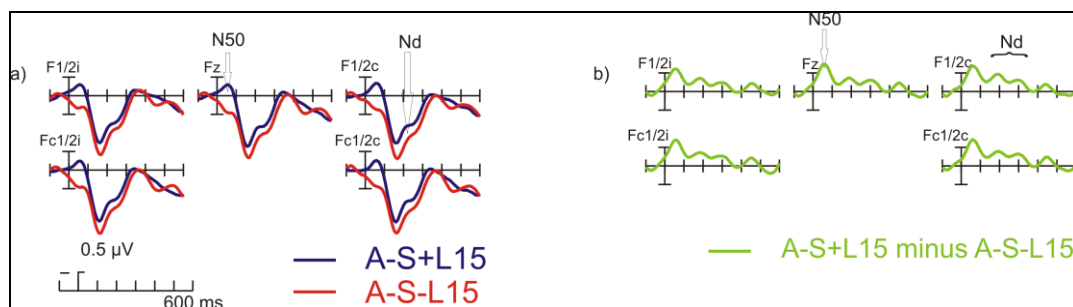 a)
F1/2i
N50
Fz
F1/2c
Nd
Fc1/2i
Fc1/2c
0.5 µV
600 ms
A-S+L15
A-S-L15
b)
F1/2i
N50
Fz
F1/2c
Nd
Fc1/2i
Fc1/2c
A-S+L15 minus A-S-L15